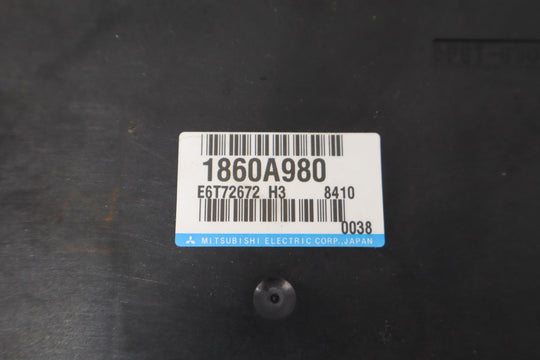 1860A980
E6T72672 H3 8410
0038
MITSUBISHI ELECTRIC CORP., JAPAN